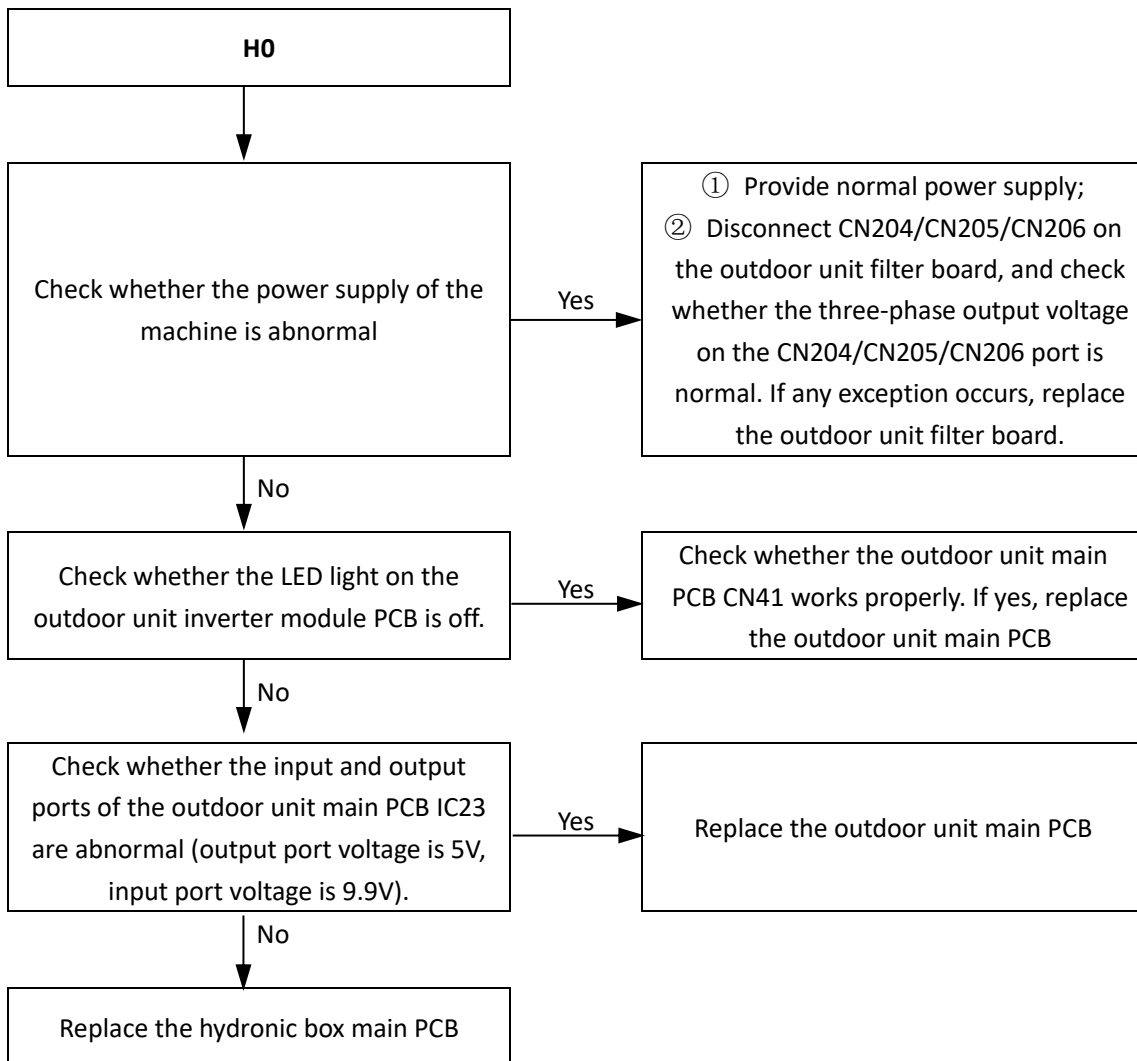 H0
Check whether the power supply of the
machine is abnormal
Yes
① Provide normal power supply;
② Disconnect CN204/CN205/CN206 on
the outdoor unit filter board, and check
whether the three-phase output voltage
on the CN204/CN205/CN206 port is
normal. If any exception occurs, replace
the outdoor unit filter board.
No
Check whether the LED light on the
outdoor unit inverter module PCB is off.
Yes
Check whether the outdoor unit main
PCB CN41 works properly. If yes, replace
the outdoor unit main PCB
No
Check whether the input and output
ports of the outdoor unit main PCB IC23
are abnormal (output port voltage is 5V,
input port voltage is 9.9V).
Yes
Replace the outdoor unit main PCB
No
Replace the hydronic box main PCB